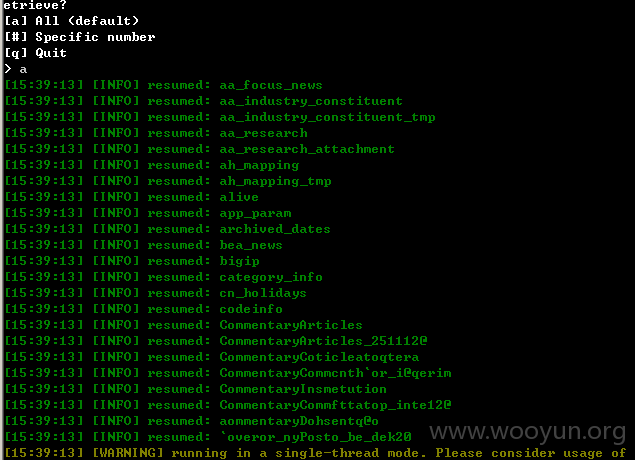 etrieve?
[a] All (default)
[#] Specific number
[q] Quit
> a
[15:39:13] [INFO] resumed: aa_focus_news
[15:39:13] [INFO] resumed: aa_industry_constituent
[15:39:13] [INFO] resumed: aa_industry_constituent_tmp
[15:39:13] [INFO] resumed: aa_research
[15:39:13] [INFO] resumed: aa_research_attachment
[15:39:13] [INFO] resumed: ah_mapping
[15:39:13] [INFO] resumed: ah_mapping_tmp
[15:39:13] [INFO] resumed: alive
[15:39:13] [INFO] resumed: app_param
[15:39:13] [INFO] resumed: archived_dates
[15:39:13] [INFO] resumed: bea_news
[15:39:13] [INFO] resumed: bigip
[15:39:13] [INFO] resumed: category_info
[15:39:13] [INFO] resumed: cn_holidays
[15:39:13] [INFO] resumed: codeinfo
[15:39:13] [INFO] resumed: CommentaryArticles
[15:39:13] [INFO] resumed: CommentaryArticles_251112@
[15:39:13] [INFO] resumed: CommentaryCoticleatoqtera
[15:39:13] [INFO] resumed: CommentaryCommcnth`or_i@qerim
[15:39:13] [INFO] resumed: CommentaryInsmetution
[15:39:13] [INFO] resumed: CommentaryCommfttatop_inte12@
[15:39:13] [INFO] resumed: aommentaryDohsentq@o
[15:39:13] [INFO] resumed: `overor_nyPosto_be_dek20
[15:39:13] [WARNING] running in a single-thread mode. Please consider usage of
www.wooyun.org